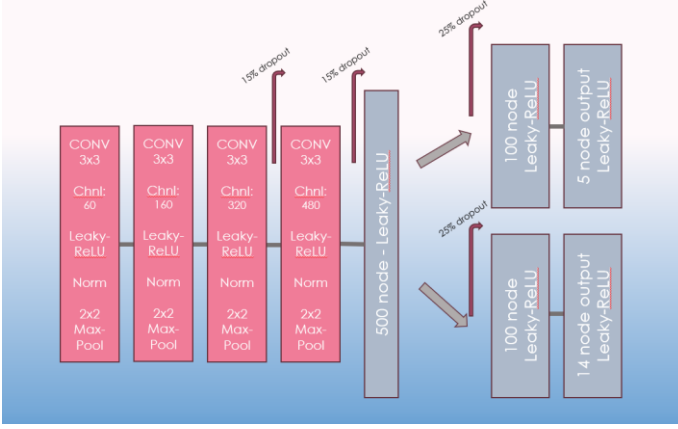 15% dropout
15% dropout
25% dropout
CONV
3x3
Chnl:
60
Leaky-
ReLU
Norm
2x2
Max-
Pool
CONV
3x3
Chnl:
160
Leaky-
ReLU
Norm
2x2
Max-
Pool
CONV
3x3
Chnl:
320
Leaky-
ReLU
Norm
2x2
Max-
Pool
CONV
3x3
Chnl:
480
Leaky-
ReLU
Norm
2x2
Max-
Pool
500 node - Leaky-ReLU
100 node
Leaky-ReLU
5 node output
Leaky-ReLU
25% dropout
100 node
Leaky-ReLU
14 node output
Leaky-ReLU